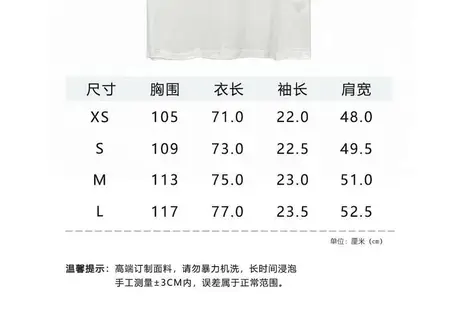 尺寸 胸围 衣长 袖长 肩宽
XS 105 71.0 22.0 48.0
S 109 73.0 22.5 49.5
M 113 75.0 23.0 51.0
L 117 77.0 23.5 52.5
单位：厘米（cm）
温馨提示：高端订制面料，请勿暴力机洗，长时间浸泡
手工测量±3CM内，误差属于正常范围。